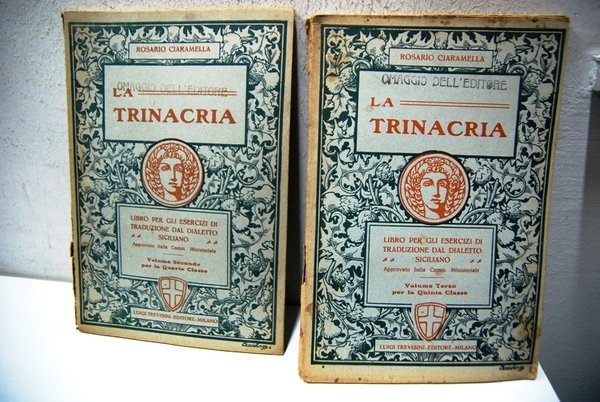 ROSARIO CIARAMELLA
OMAGGIO DELL'EDITORE
LA
TRINACRIA
LIBRO PER GLI ESERCIZI DI
TRADUZIONE DAL DIALETTO
SICILIANO
Approvato dalla Comm. Ministeriale
Volume Secondo
per la Quarta Classe
LUIGI TREVISINI-EDITORE-MILANO
ROSARIO CIARAMELLA
OMAGGIO DELL'EDITORE
LA
TRINACRIA
LIBRO PER GLI ESERCIZI DI
TRADUZIONE DAL DIALETTO
SICILIANO
Approvato dalla Comm. Ministeriale
Volume Terzo
per la Quinta Classe
LUIGI TREVISINI-EDITORE-MILANO